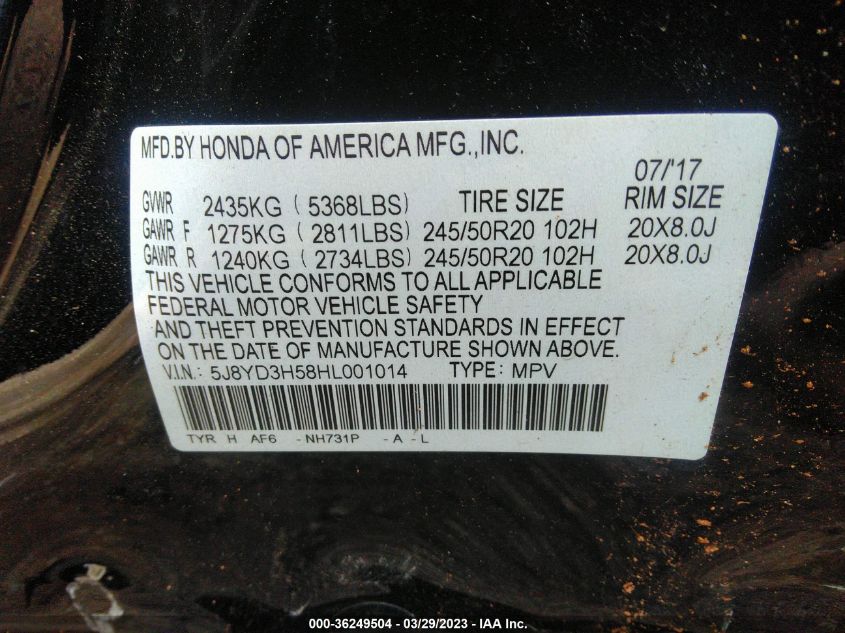 MFD.BY HONDA OF AMERICA MFG.,INC.
07/'17
GVWR 2435KG ( 5368LBS) TIRE SIZE RIM SIZE
GAWR F 1275KG ( 2811LBS) 245/50R20 102H 20X8.0J
GAWR R 1240KG ( 2734LBS) 245/50R20 102H 20X8.0J
THIS VEHICLE CONFORMS TO ALL APPLICABLE
FEDERAL MOTOR VEHICLE SAFETY
AND THEFT PREVENTION STANDARDS IN EFFECT
ON THE DATE OF MANUFACTURE SHOWN ABOVE.
V.I.N.: 5J8YD3H58HL001014 TYPE: MPV
TYR H AF6 -NH731P -A-L
000-36249504 - 03/29/2023 - IAA Inc.